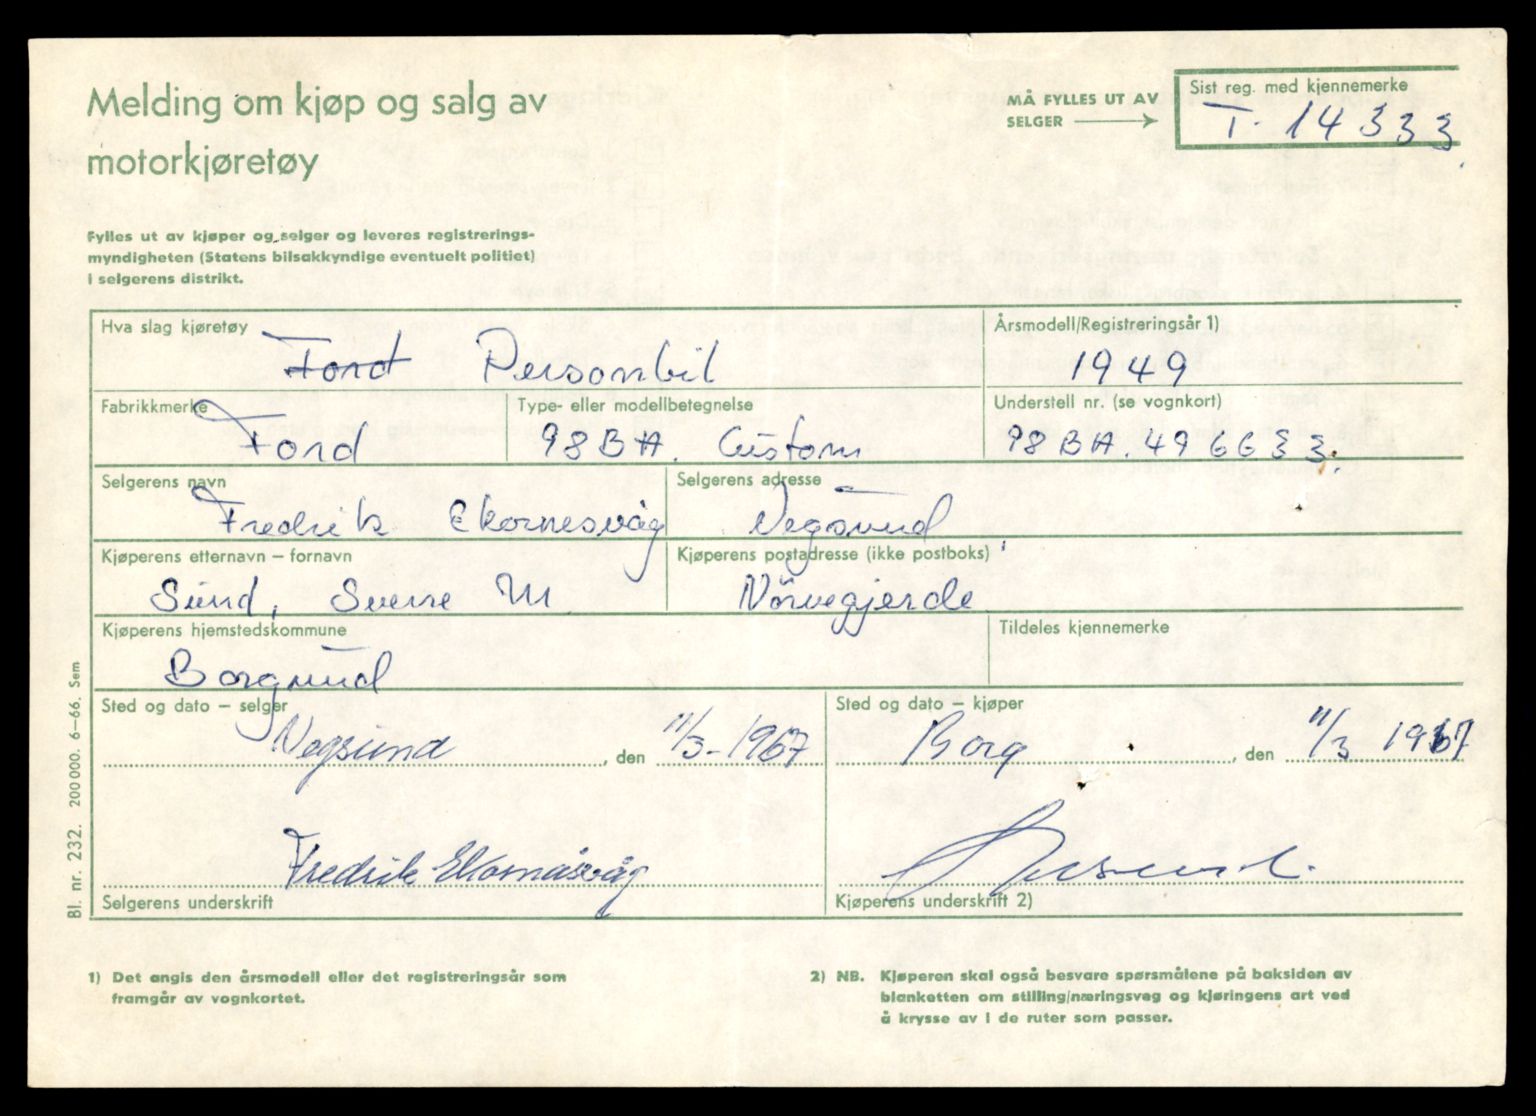 Melding om kjøp og salg av
motorkjøretøy
MÅ FYLLES UT AV
SELGER
Sist reg. med kjennemerke
T-14333
Fylles ut av kjøper og selger og leveres registrerings-
myndigheten (Statens bilsakkyndige eventuelt politiet)
i selgerens distrikt.
Hva slag kjøretøy
Ford Personbil
Årsmodell/Registreringsår 1)
1949
Fabrikkmerke
Ford
Type- eller modellbetegnelse
98BA. Custom
Understell nr. (se vognkort)
98BA.496633.
Selgerens navn
Fredrik Ekornesvåg
Selgerens adresse
Vegsund
Kjøperens etternavn – fornavn
Sund, Sverre M.
Kjøperens postadresse (ikke postboks)
Nörvegjerde
Kjøperens hjemstedskommune
Borgund
Tildeles kjennemerke
Sted og dato – selger
Vegsund, den 11/3-1967
Sted og dato – kjøper
Borg, den 11/3 1967
Fredrik Ekornåsvåg
Selgerens underskrift
Kjøperens underskrift 2)
Bl. nr. 232. 200 000. 6–66. Sem
1) Det angis den årsmodell eller det registreringsår som
framgår av vognkortet.
2) NB. Kjøperen skal også besvare spørsmålene på baksiden av
blanketten om stilling/næringsveg og kjøringens art ved
å krysse av i de ruter som passer.